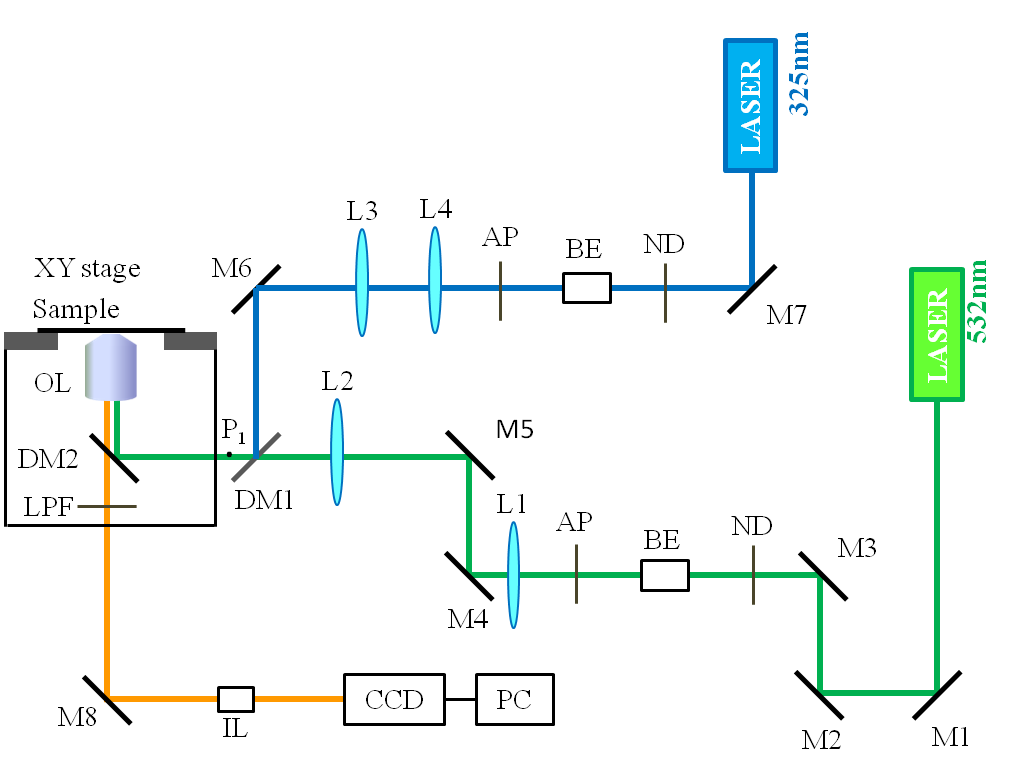 LASER
325nm
L3
L4
AP
BE
ND
M6
M7
XY stage
Sample
LASER
532nm
OL
L2
P1
M5
DM2
DM1
LPF
L1
AP
BE
ND
M3
M4
M8
IL
CCD
PC
M2
M1